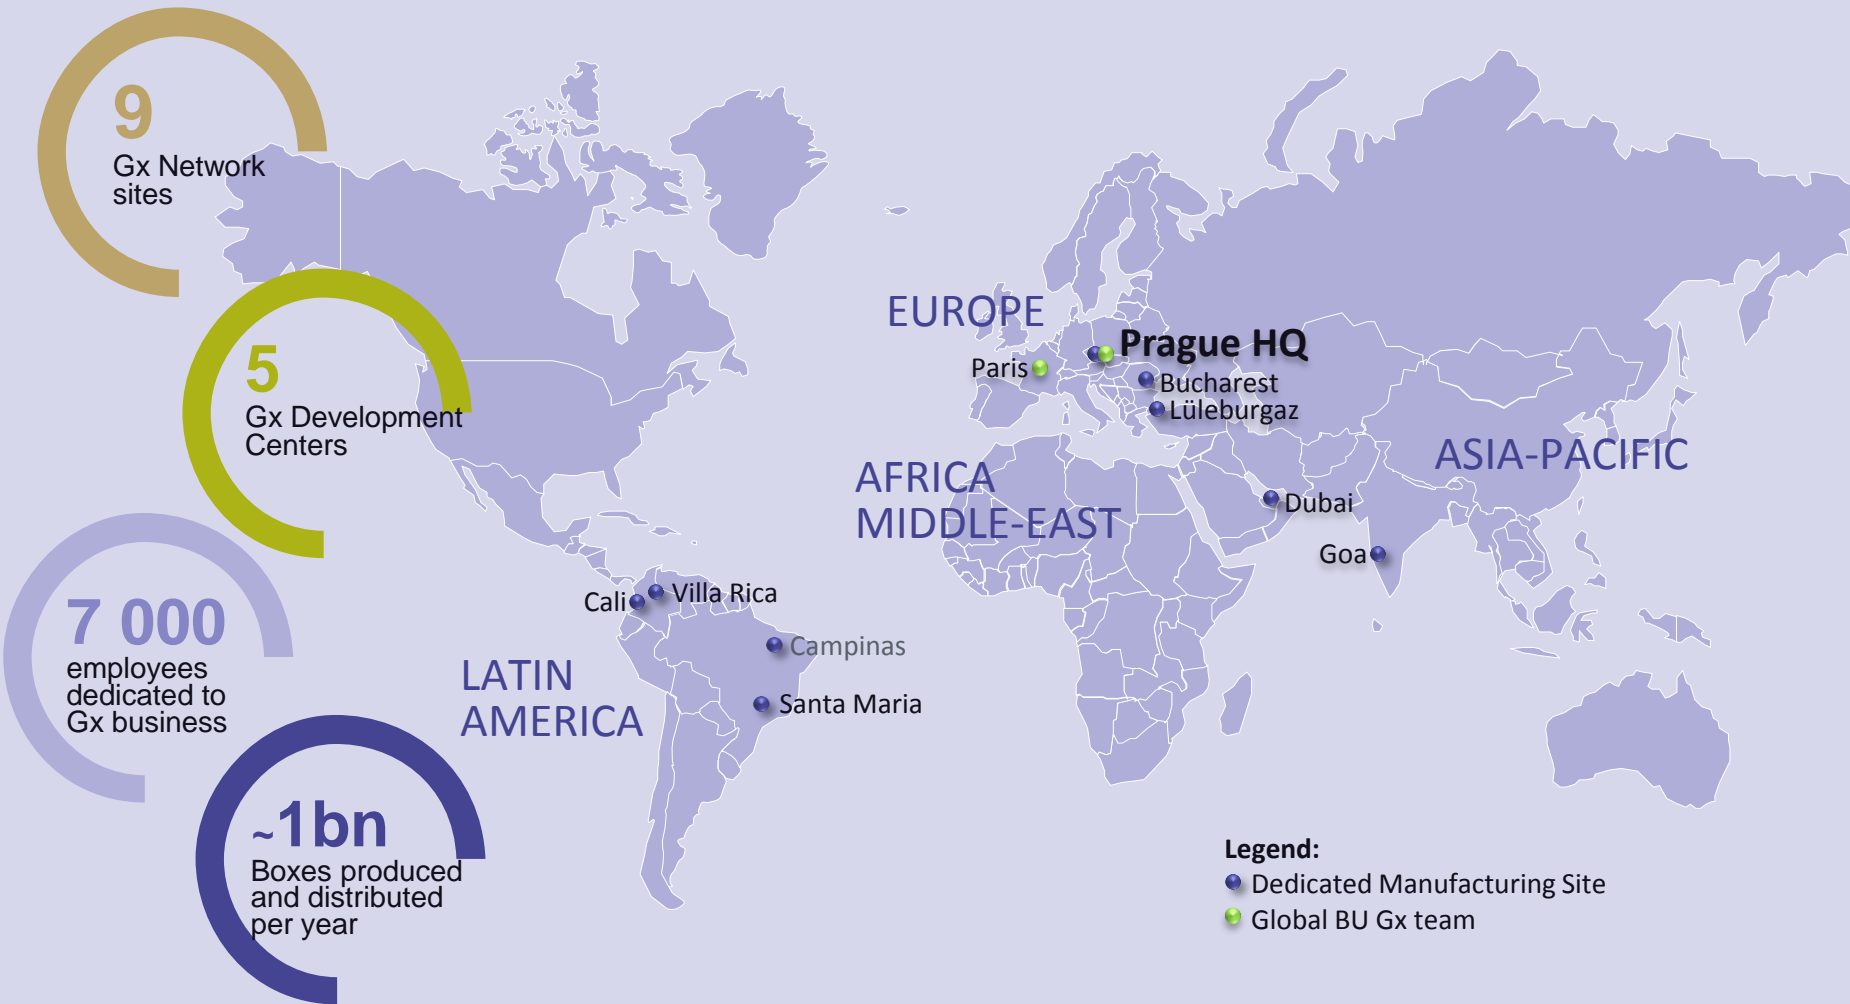 9
Gx Network
sites
5
Gx Development
Centers
7 000
employees
dedicated to
Gx business
~1bn
Boxes produced
and distributed
per year
EUROPE
Prague HQ
Paris
Bucharest
Lüleburgaz
AFRICA
MIDDLE-EAST
ASIA-PACIFIC
Dubai
Goa
Cali
Villa Rica
Campinas
LATIN
AMERICA
Santa Maria
Legend:
Dedicated Manufacturing Site
Global BU Gx team